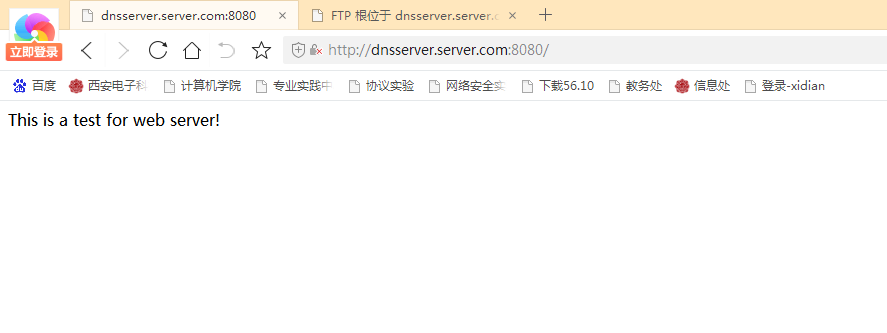 dnsserver.server.com:8080
FTP 根位于 dnsserver.server.c
立即登录
http://dnsserver.server.com:8080/
百度 西安电子科 计算机学院 专业实践中 协议实验 网络安全实 下载56.10 教务处 信息处 登录-xidian
This is a test for web server!